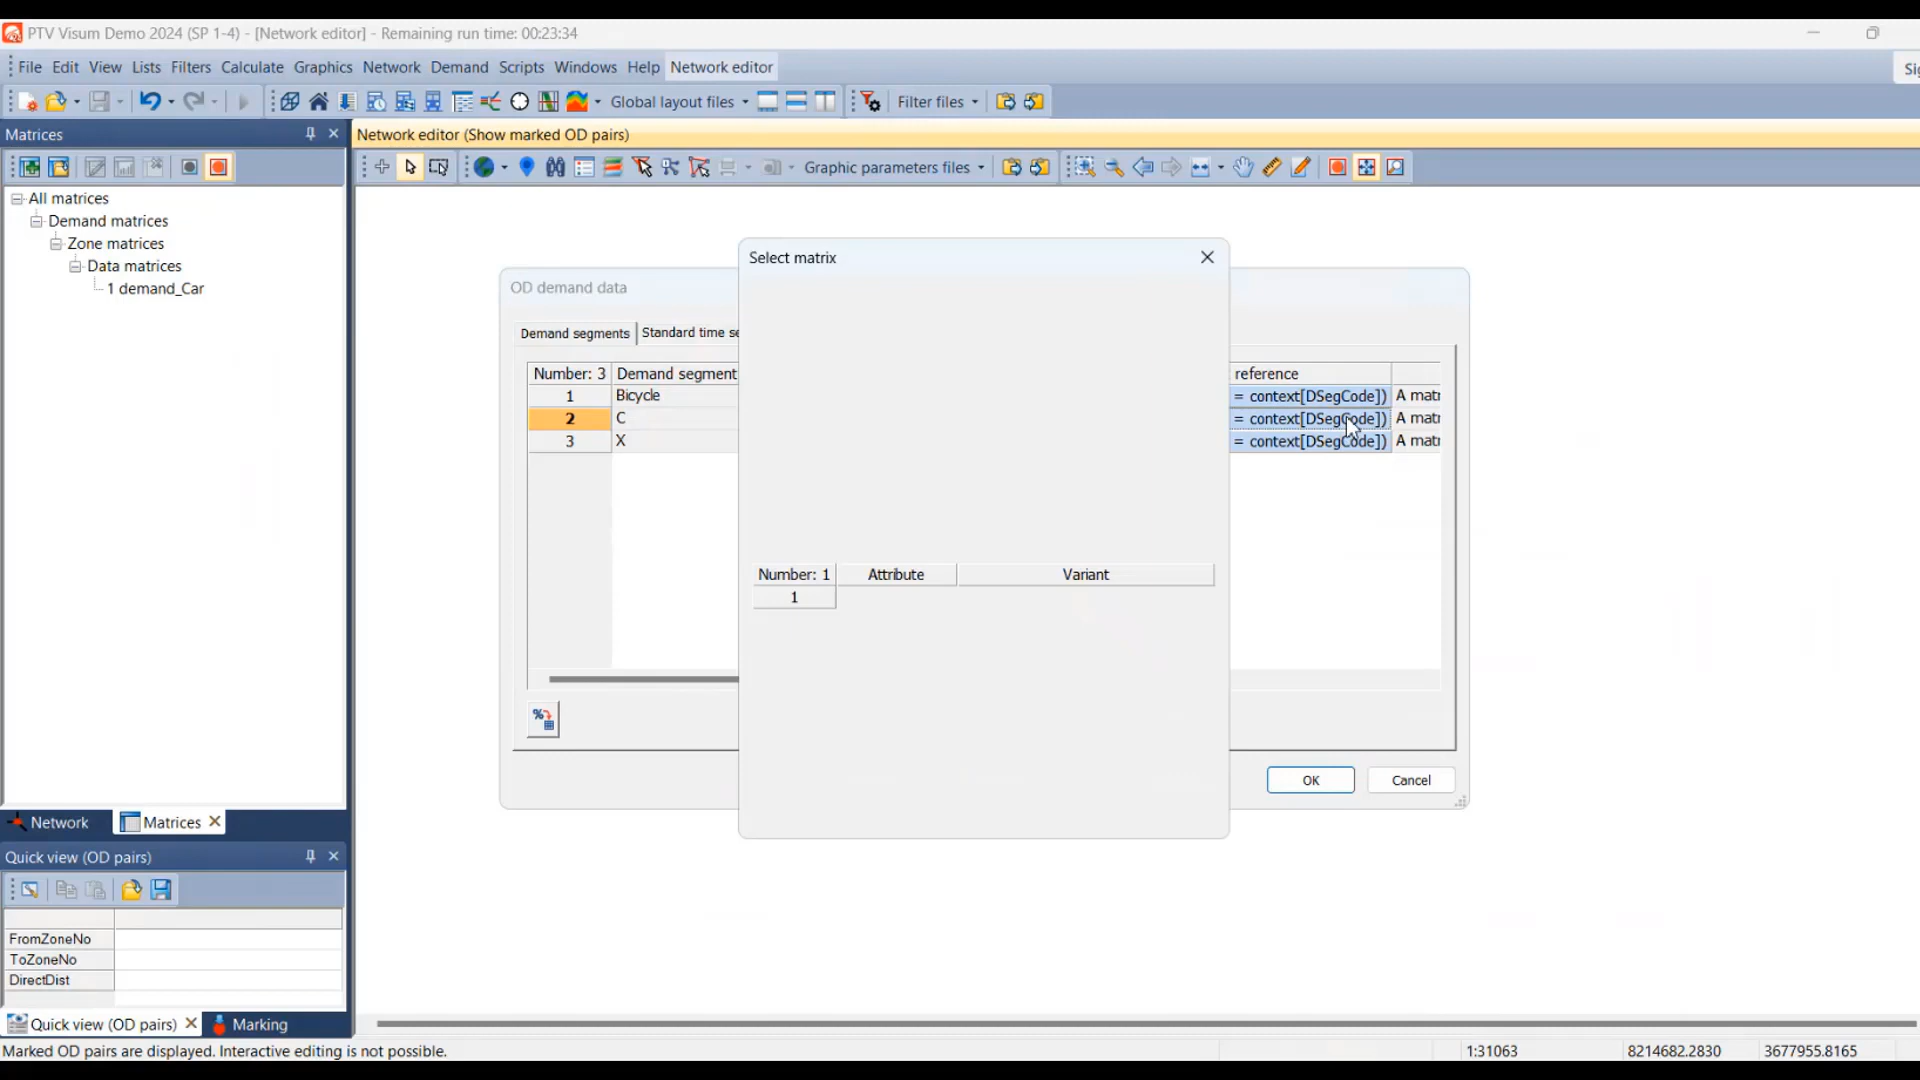 PTV Visum Demo 2024 (SP 1-4) - [Network editor] - Remaining run time: 00:23:34
File Edit View Lists Filters Calculate Graphics Network Demand Scripts Windows Help Network editor
Global layout files Filter files
Matrices
Network editor (Show marked OD pairs)
Graphic parameters files
All matrices
Demand matrices
Zone matrices
Data matrices
1 demand_Car
Select matrix
OD demand data
Demand segments Standard time se
Number: 3 Demand segment reference
1 Bicycle = context[DSegCode]) A matr
2 C = context[DSegCode]) A matr
3 X = context[DSegCode]) A matr
Number: 1 Attribute Variant
1
OK Cancel
Network Matrices
Quick view (OD pairs)
FromZoneNo
ToZoneNo
DirectDist
Quick view (OD pairs) Marking
Marked OD pairs are displayed. Interactive editing is not possible. 1:31063 8214682.2830 3677955.8165